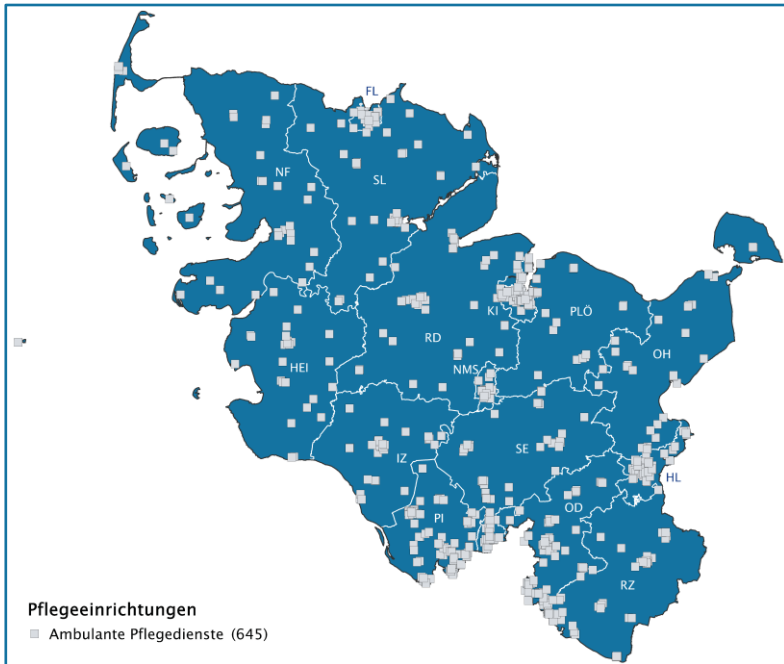 FL
NF
SL
KI
PLÖ
RD
OH
HEI
NMS
SE
IZ
HL
OD
PI
RZ
Pflegeeinrichtungen
Ambulante Pflegedienste (645)